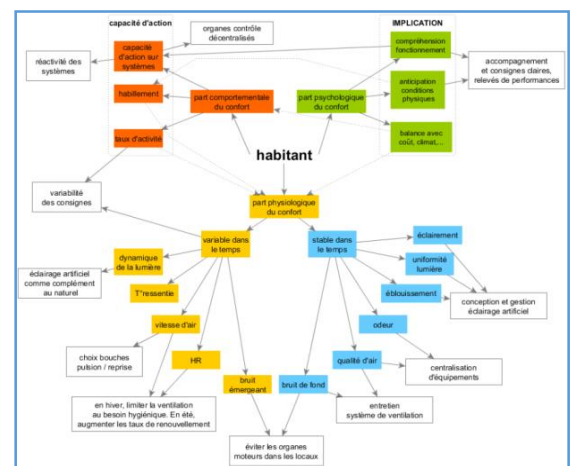 capacité d'action
IMPLICATION
organes contrôle
décentralisés
capacité
d'action sur
systèmes
compréhension
fonctionnement
réactivité des
systèmes
accompagnement
et consignes claires,
relevés de performances
habillement
part comportementale
du confort
part psychologique
du confort
anticipation
conditions
physiques
taux d'activité
balance avec
coût, climat,...
habitant
variabilité
des consignes
part physiologique
du confort
variable dans
le temps
stable dans
le temps
éclairement
dynamique
de la lumière
uniformité
lumière
éclairage artificiel
comme complément
au naturel
T°ressentie
éblouissement
conception et gestion
éclairage artificiel
vitesse d'air
odeur
choix bouches
pulsion / reprise
HR
qualité d'air
centralisation
d'équipements
bruit
émergeant
bruit de fond
en hiver, limiter la ventilation
au besoin hygiénique. En été,
augmenter les taux de renouvellement
entretien
système de ventilation
éviter les organes
moteurs dans les locaux